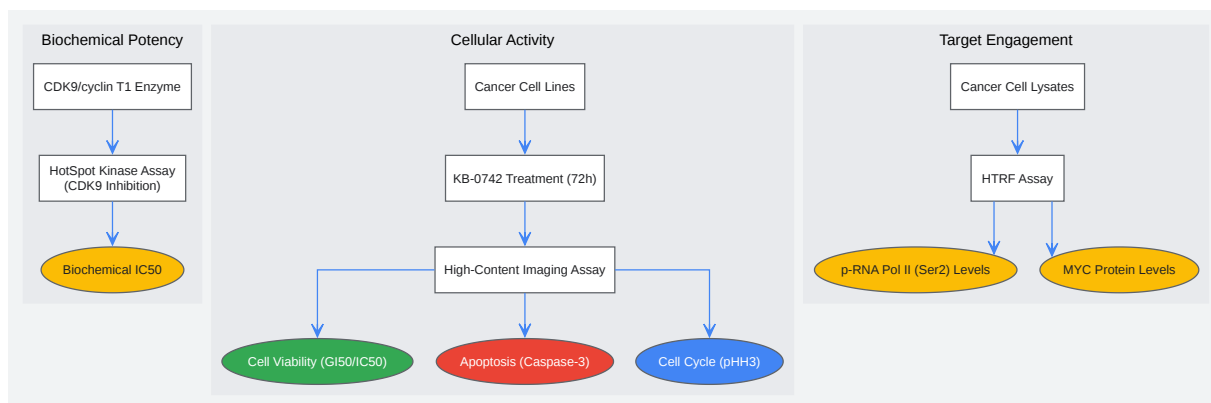 Biochemical Potency
CDK9/cyclin T1 Enzyme
HotSpot Kinase Assay
(CDK9 Inhibition)
Biochemical IC50
Cellular Activity
Cancer Cell Lines
KB-0742 Treatment (72h)
High-Content Imaging Assay
Cell Viability (GI50/IC50)
Apoptosis (Caspase-3)
Cell Cycle (pHH3)
Target Engagement
Cancer Cell Lysates
HTRF Assay
p-RNA Pol II (Ser2) Levels
MYC Protein Levels